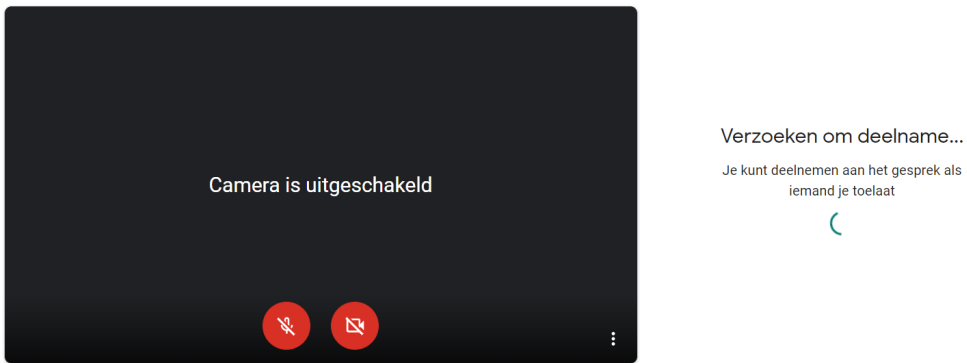 Camera is uitgeschakeld
Verzoeken om deelname...
Je kunt deelnemen aan het gesprek als
iemand je toelaat